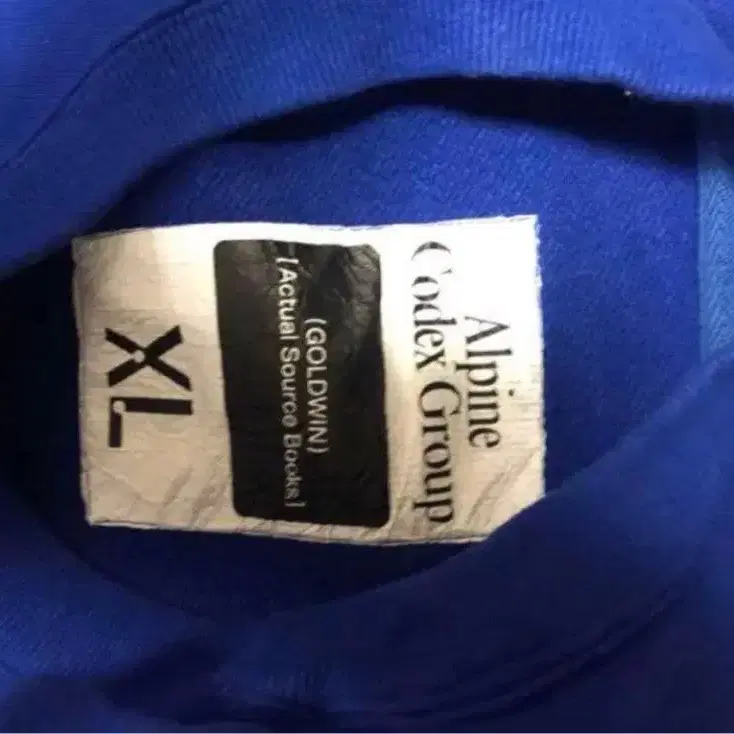 Alpine
Codex Group
(GOLDWIN)
[Actual Source Books]
XL